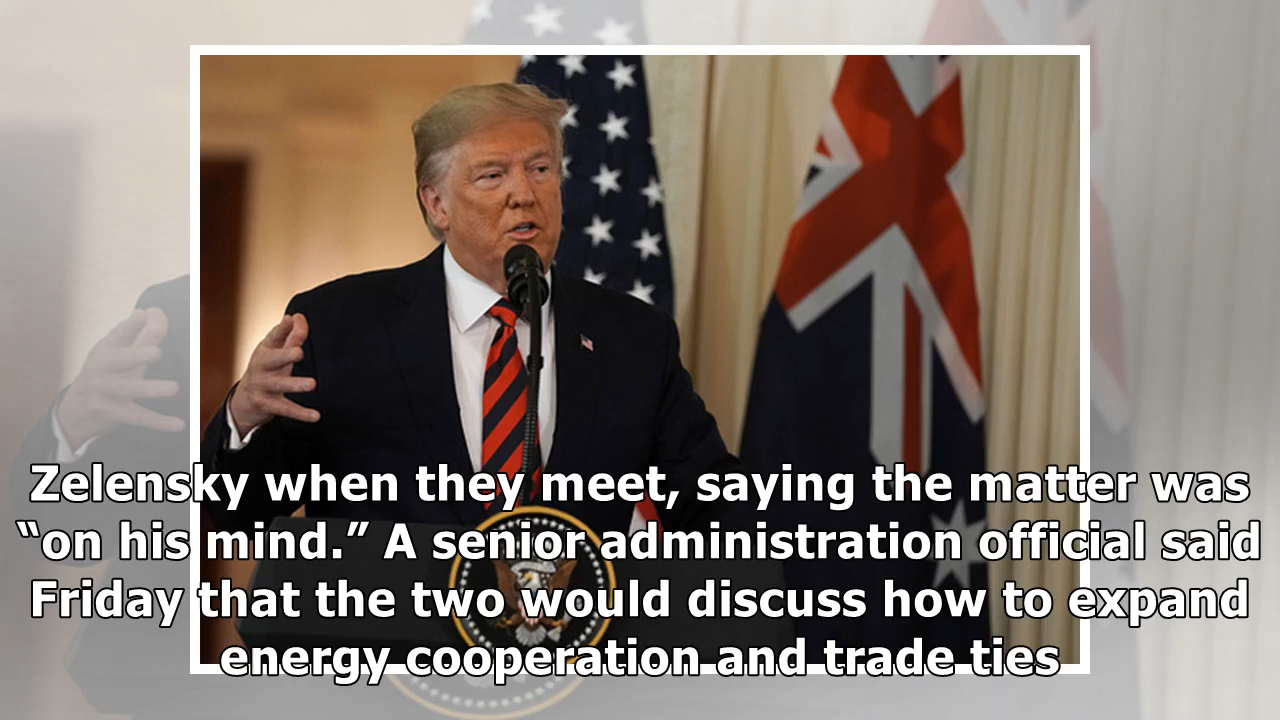 Zelensky when they meet, saying the matter was
“on his mind.” A senior administration official said
Friday that the two would discuss how to expand
energy cooperation and trade ties